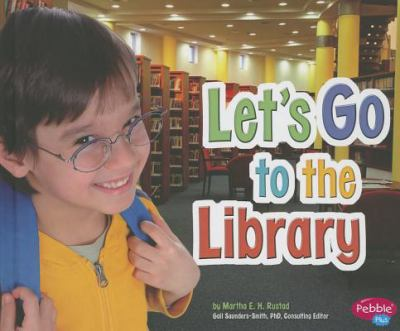 Let's Go
to the
Library
by Martha E. H. Rustad
Gail Saunders-Smith, PhD, Consulting Editor
Pebble
Plus